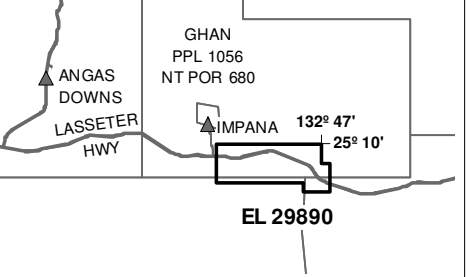 GHAN
PPL 1056
NT POR 680
ANGAS
DOWNS
LASSETER
HWY
IMPANA
132º 47'
25º 10'
EL 29890